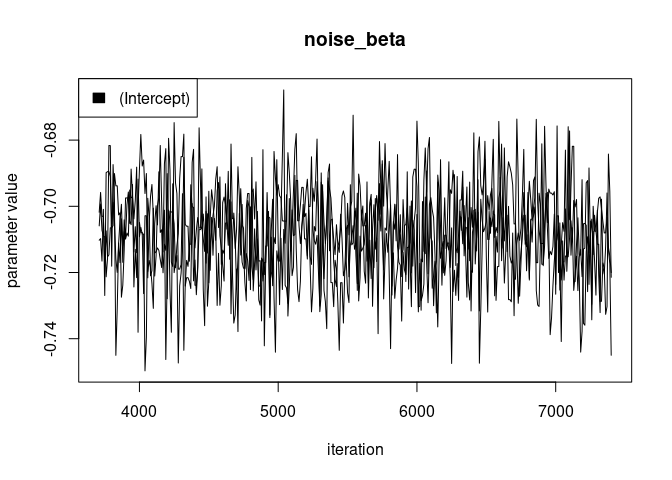 noise_beta
(Intercept)
parameter value
-0.68
-0.70
-0.72
-0.74
4000 5000 6000 7000
iteration